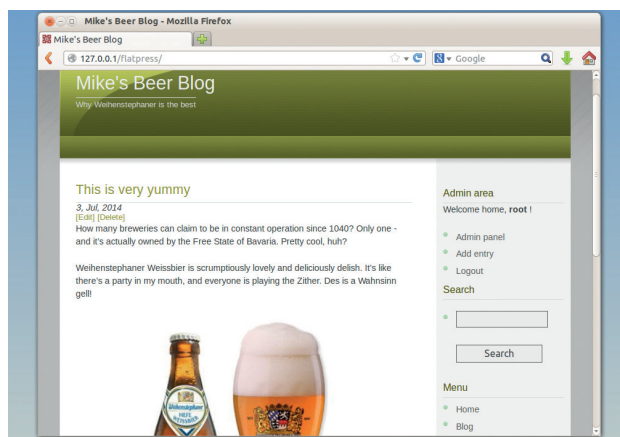 Mike's Beer Blog - Mozilla Firefox
Mike's Beer Blog
127.0.0.1/flatpress/
Google
Mike's Beer Blog
Why Weihenstephaner is the best
This is very yummy
3, Jul, 2014
[Edit] [Delete]
How many breweries can claim to be in constant operation since 1040? Only one -
and it's actually owned by the Free State of Bavaria. Pretty cool, huh?
Weihenstephaner Weissbier is scrumptiously lovely and deliciously delish. It's like
there's a party in my mouth, and everyone is playing the Zither. Des is a Wahnsinn
gell!
Weihenstephaner
HEFE
WEISSBIER
Admin area
Welcome home, root !
Admin panel
Add entry
Logout
Search
Search
Menu
Home
Blog